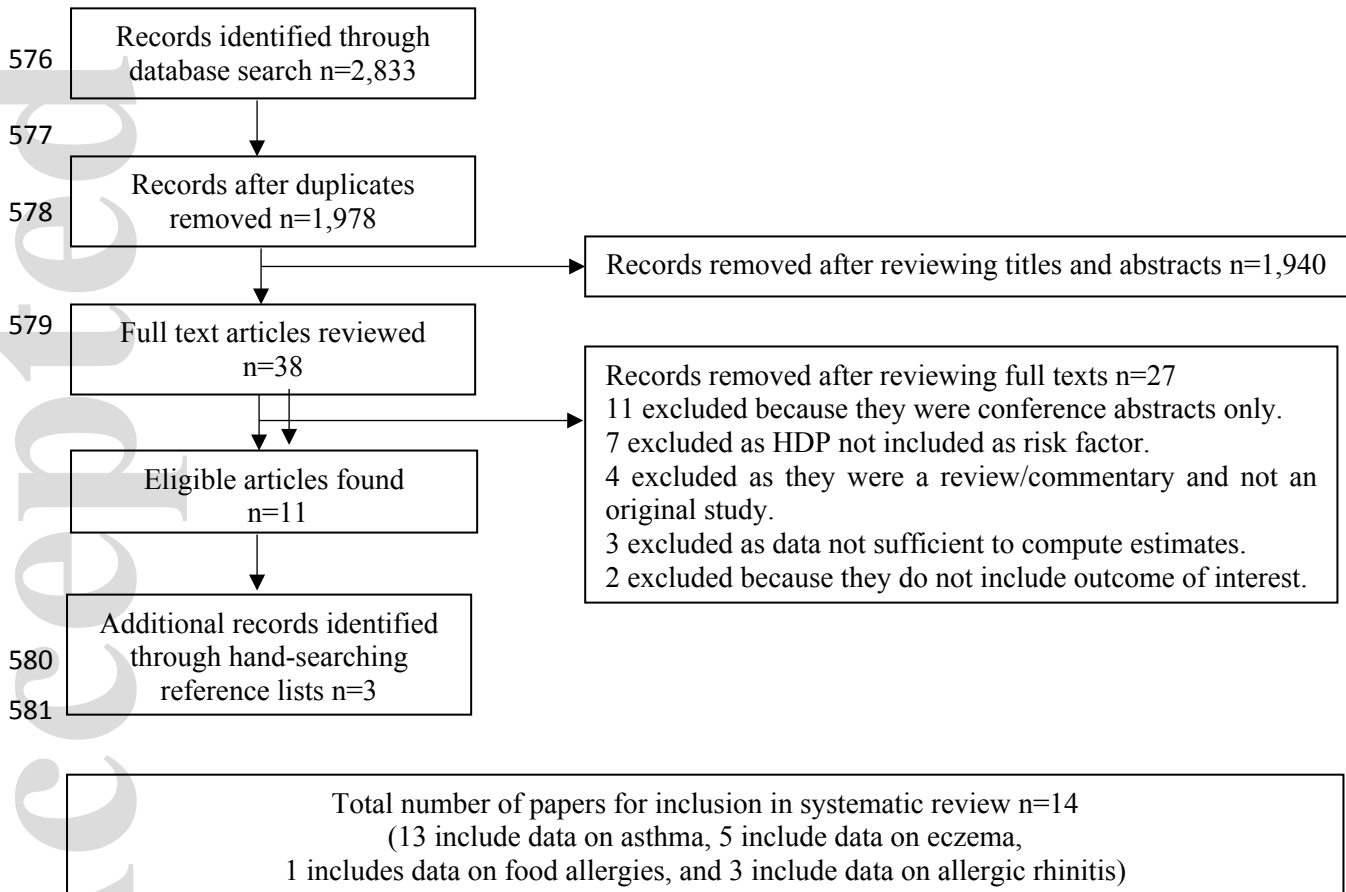 576
Records identified through
database search n=2,833
577
578
Records after duplicates
removed n=1,978
Records removed after reviewing titles and abstracts n=1,940
579
Full text articles reviewed
n=38
Records removed after reviewing full texts n=27
11 excluded because they were conference abstracts only.
7 excluded as HDP not included as risk factor.
4 excluded as they were a review/commentary and not an
original study.
3 excluded as data not sufficient to compute estimates.
2 excluded because they do not include outcome of interest.
Eligible articles found
n=11
580
Additional records identified
through hand-searching
reference lists n=3
581
Total number of papers for inclusion in systematic review n=14
(13 include data on asthma, 5 include data on eczema,
1 includes data on food allergies, and 3 include data on allergic rhinitis)
ccepted